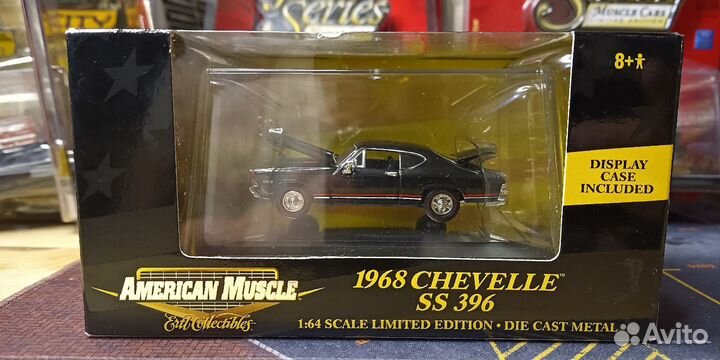 Series
MUSCLE CARS
8+
DISPLAY
CASE
INCLUDED
AMERICAN MUSCLE
Ertl Collectibles
1968 CHEVELLE™
SS 396
1:64 SCALE LIMITED EDITION • DIE CAST METAL
Avito